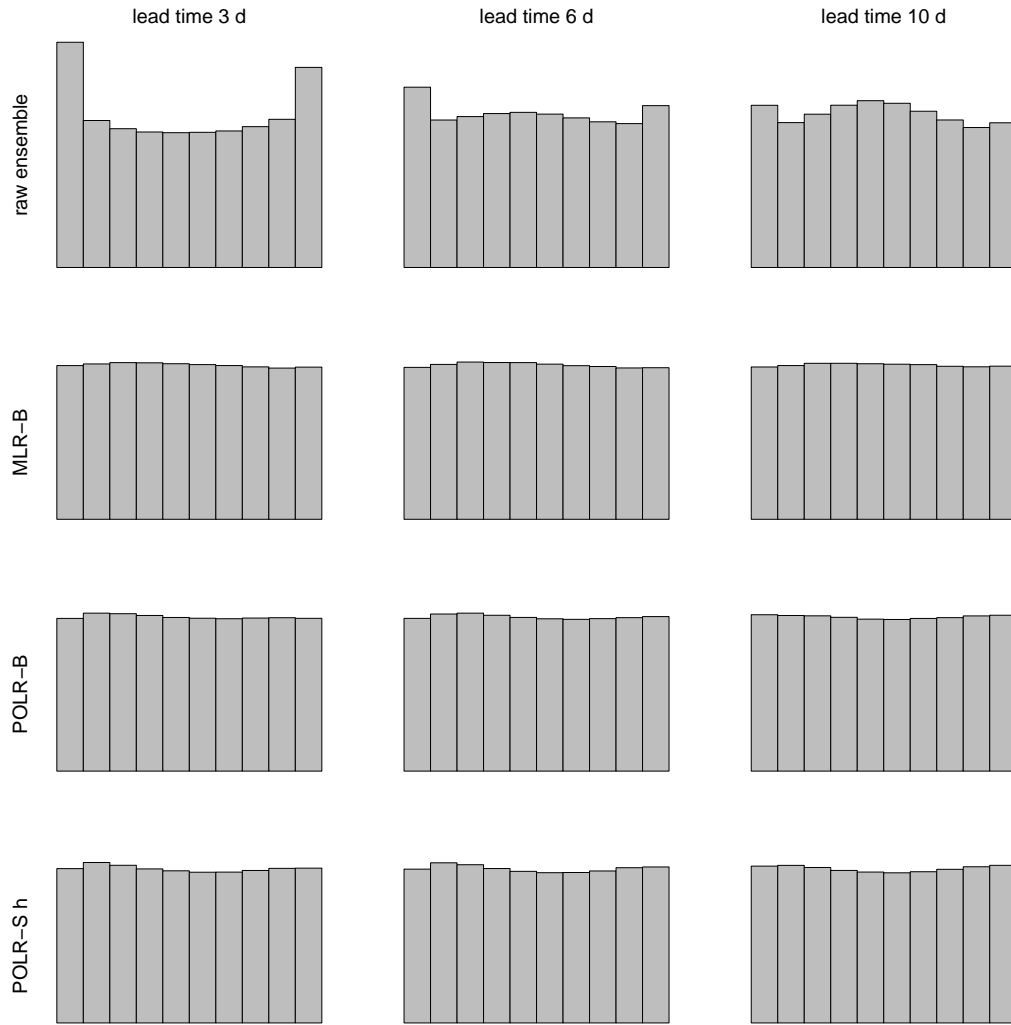 lead time 3 d
lead time 6 d
lead time 10 d
raw ensemble
MLR−B
POLR−B
POLR−S h